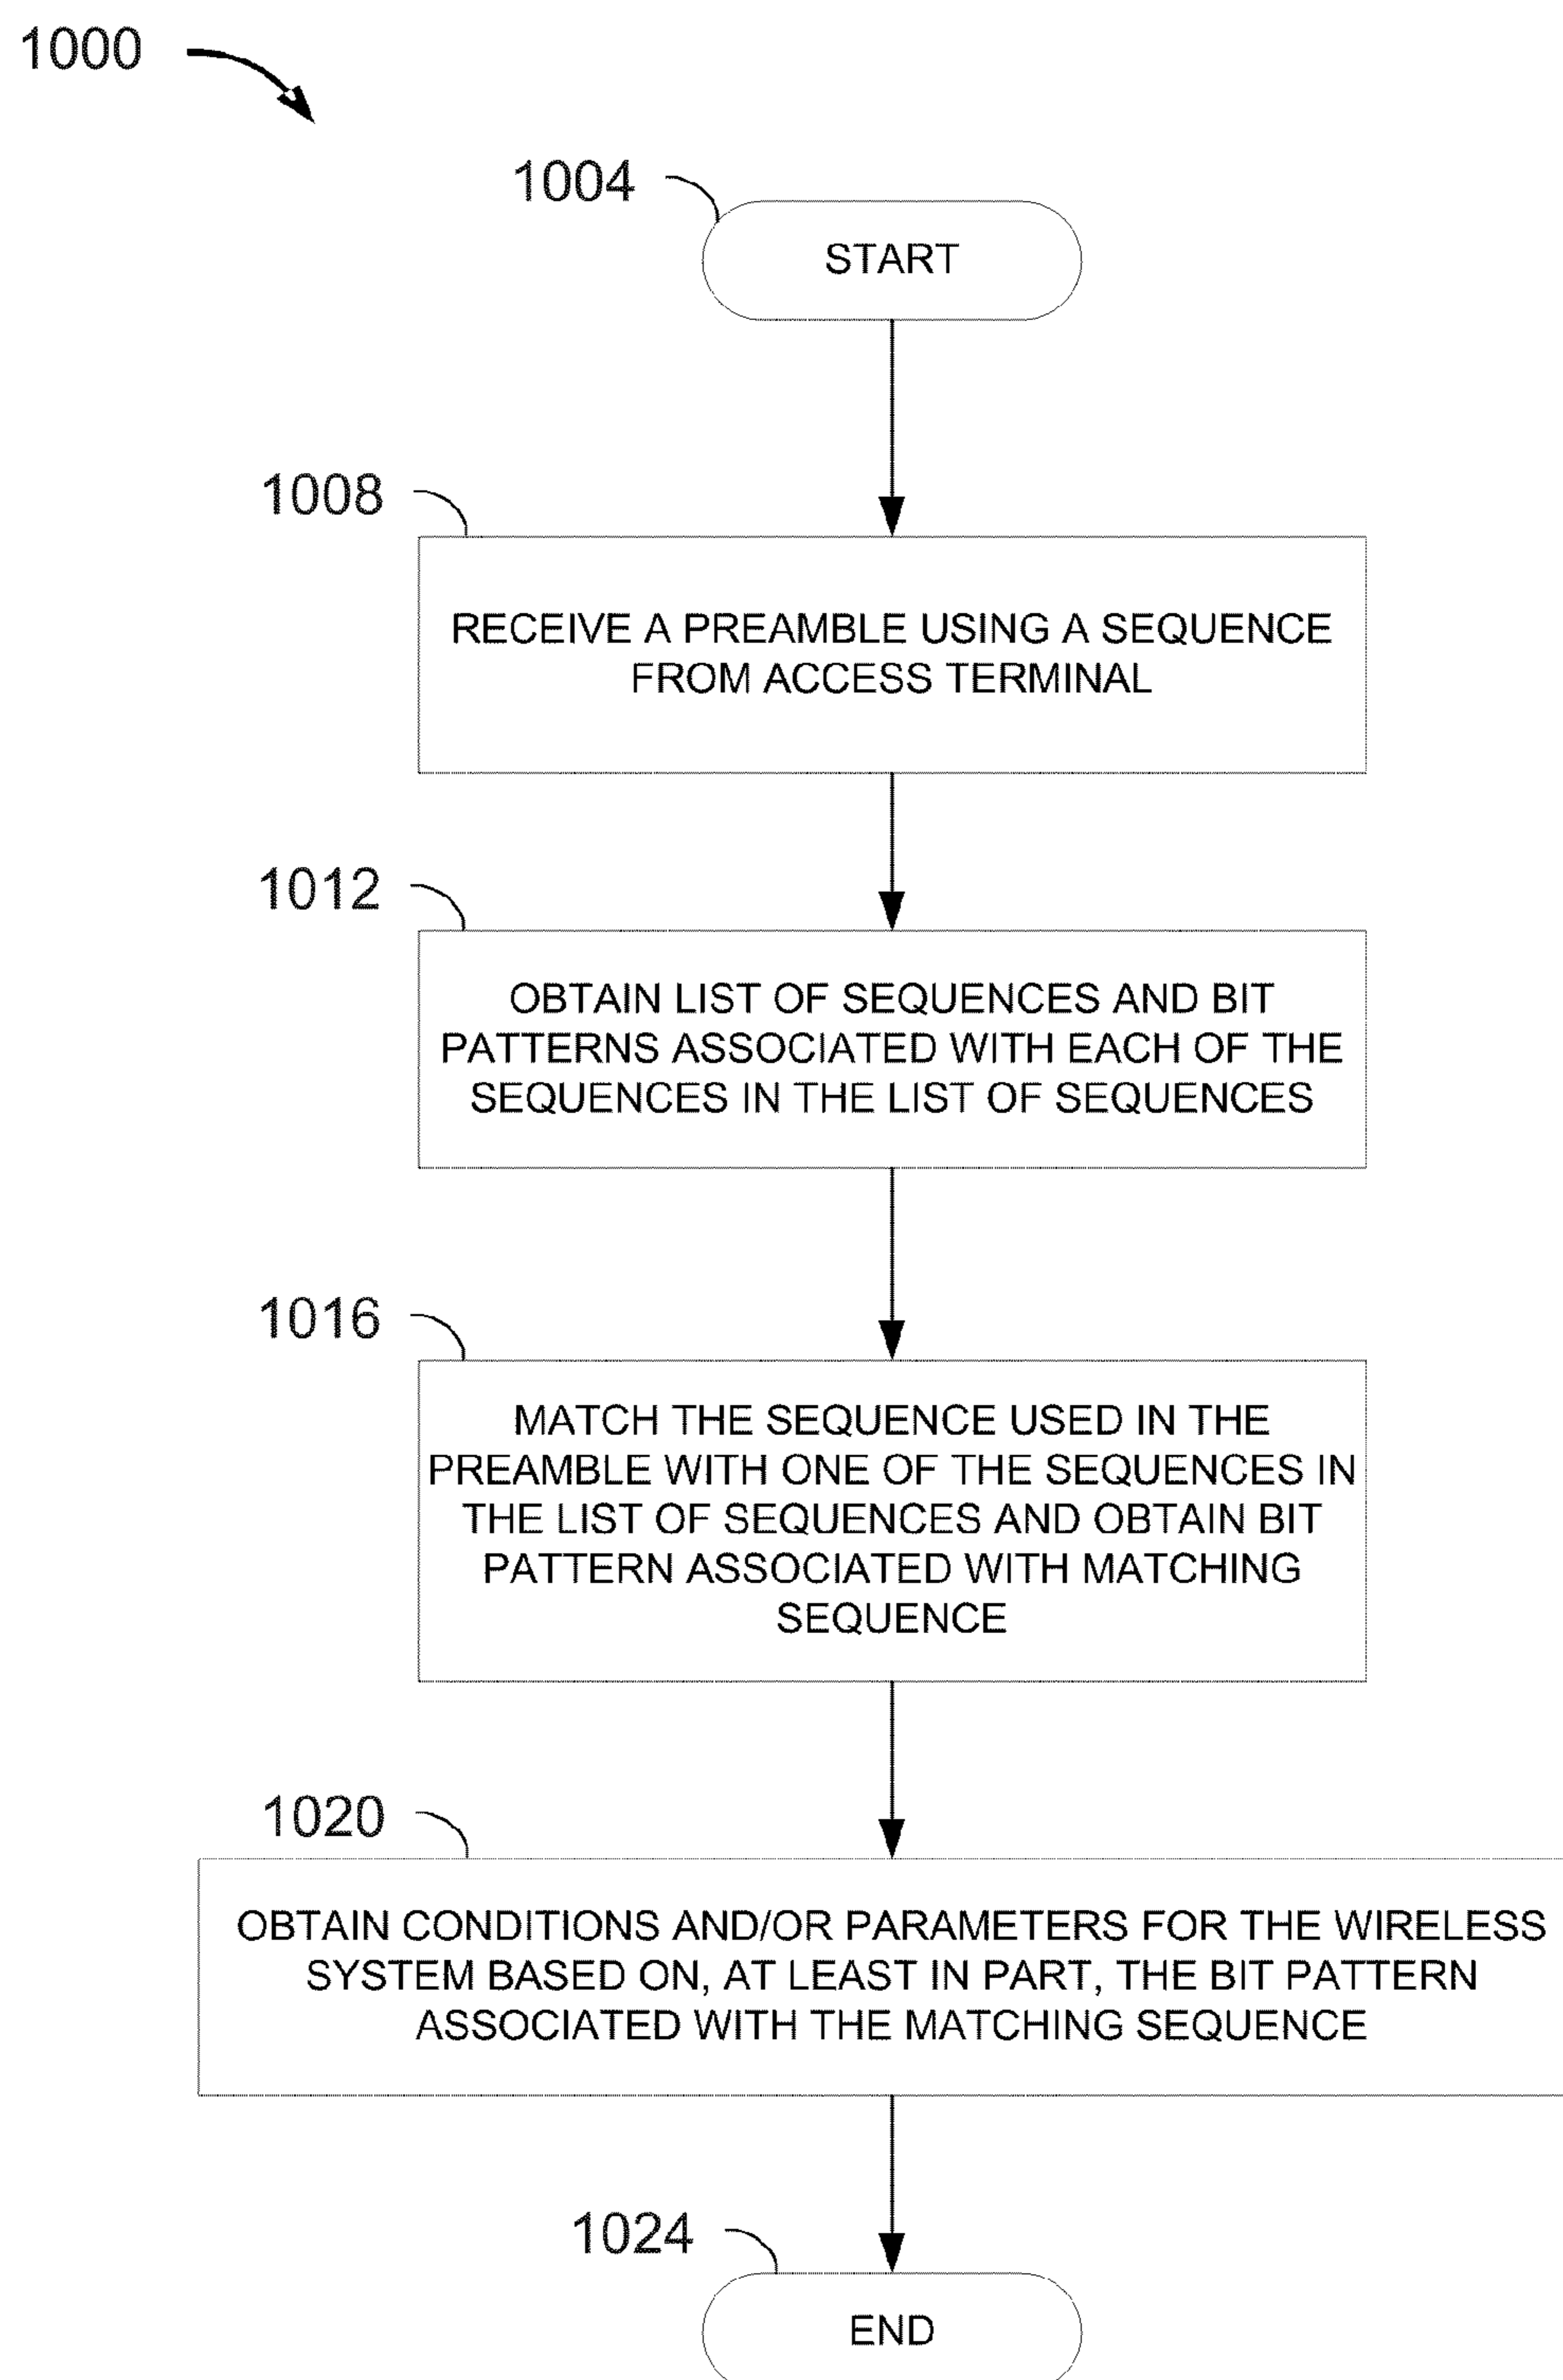 1000
1004
START
1008
RECEIVE A PREAMBLE USING A SEQUENCE
FROM ACCESS TERMINAL
1012
OBTAIN LIST OF SEQUENCES AND BIT
PATTERNS ASSOCIATED WITH EACH OF THE
SEQUENCES IN THE LIST OF SEQUENCES
1016
MATCH THE SEQUENCE USED IN THE
PREAMBLE WITH ONE OF THE SEQUENCES IN
THE LIST OF SEQUENCES AND OBTAIN BIT
PATTERN ASSOCIATED WITH MATCHING
SEQUENCE
1020
OBTAIN CONDITIONS AND/OR PARAMETERS FOR THE WIRELESS
SYSTEM BASED ON, AT LEAST IN PART, THE BIT PATTERN
ASSOCIATED WITH THE MATCHING SEQUENCE
1024
END